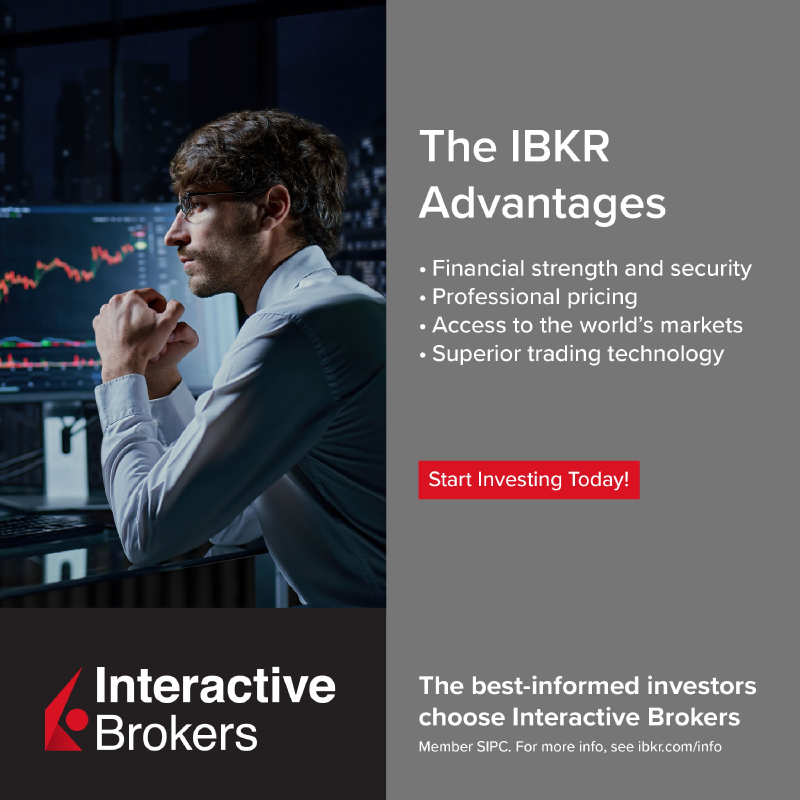 The IBKR
Advantages
• Financial strength and security
• Professional pricing
• Access to the world’s markets
• Superior trading technology
Start Investing Today!
Interactive
Brokers
The best-informed investors
choose Interactive Brokers
Member SIPC. For more info, see ibkr.com/info